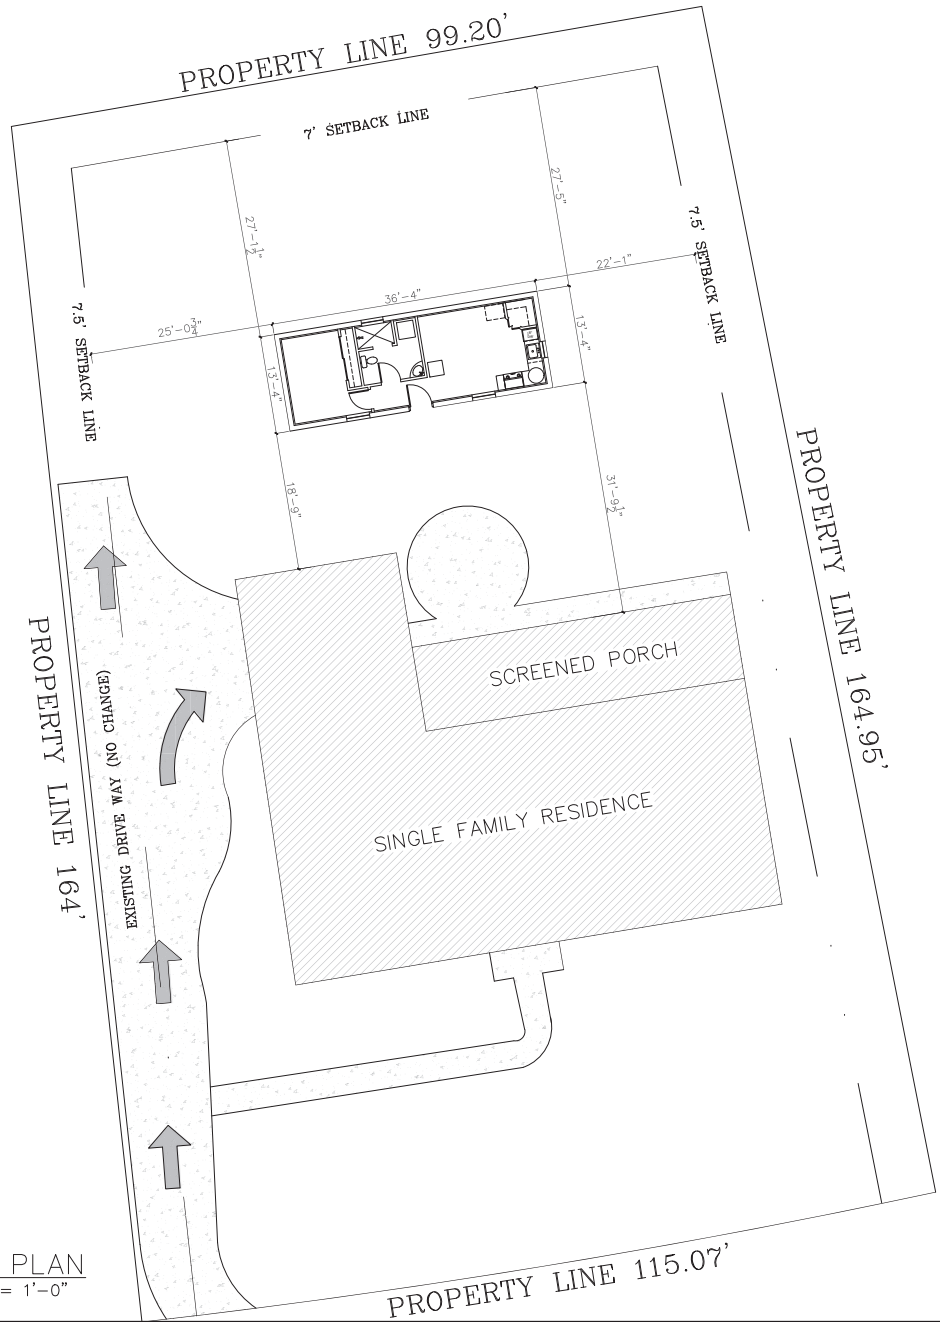 PROPERTY LINE 99.20'
7' SETBACK LINE
27'-1½"
27'-5"
7.5' SETBACK LINE
22'-1"
36'-4"
25'-0¾"
7.5' SETBACK LINE
13'-4"
13'-4"
18'-9"
31'-9½"
PROPERTY LINE 164.95'
PROPERTY LINE 164'
EXISTING DRIVE WAY (NO CHANGE)
SCREENED PORCH
SINGLE FAMILY RESIDENCE
PLAN
= 1'-0"
PROPERTY LINE 115.07'